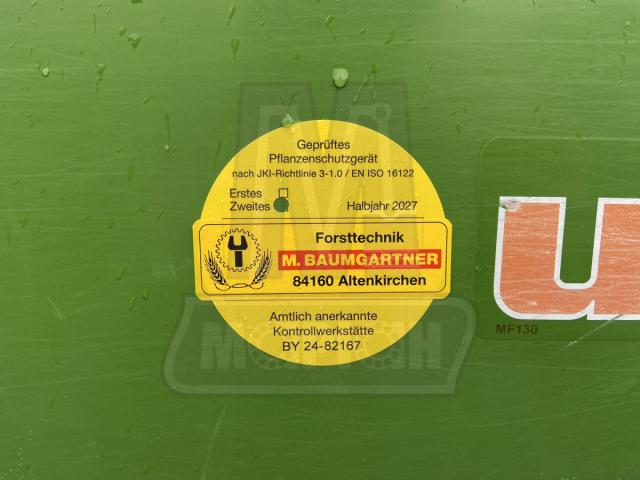 Geprüftes
Pflanzenschutzgerät
nach JKI-Richtlinie 3-1.0 / EN ISO 16122
Erstes
Zweites Halbjahr 2027
Forsttechnik
M. BAUMGARTNER
84160 Altenkirchen
Amtlich anerkannte
Kontrollwerkstätte
BY 24-82167
MF130